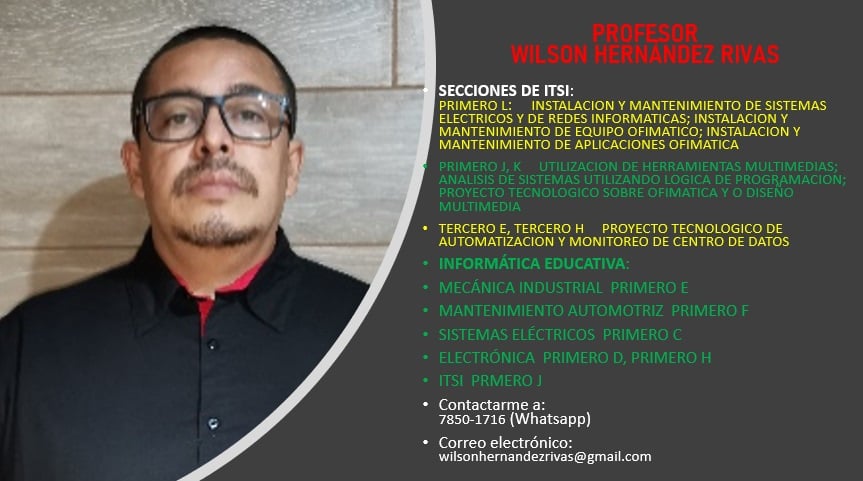 PROFESOR
WILSON HERNANDEZ RIVAS
• SECCIONES DE ITSI:
PRIMERO L: INSTALACION Y MANTENIMIENTO DE SISTEMAS
ELECTRICOS Y DE REDES INFORMATICAS; INSTALACION Y
MANTENIMIENTO DE EQUIPO OFIMATICO; INSTALACION Y
MANTENIMIENTO DE APLICACIONES OFIMATICA
• PRIMERO J, K UTILIZACION DE HERRAMIENTAS MULTIMEDIAS;
ANALISIS DE SISTEMAS UTILIZANDO LOGICA DE PROGRAMACION;
PROYECTO TECNOLOGICO SOBRE OFIMATICA Y O DISEÑO
MULTIMEDIA
• TERCERO E, TERCERO H PROYECTO TECNOLOGICO DE
AUTOMATIZACION Y MONITOREO DE CENTRO DE DATOS
• INFORMÁTICA EDUCATIVA:
• MECÁNICA INDUSTRIAL PRIMERO E
• MANTENIMIENTO AUTOMOTRIZ PRIMERO F
• SISTEMAS ELÉCTRICOS PRIMERO C
• ELECTRÓNICA PRIMERO D, PRIMERO H
• ITSI PRMERO J
• Contactarme a:
7850-1716 (Whatsapp)
• Correo electrónico:
wilsonhernandezrivas@gmail.com